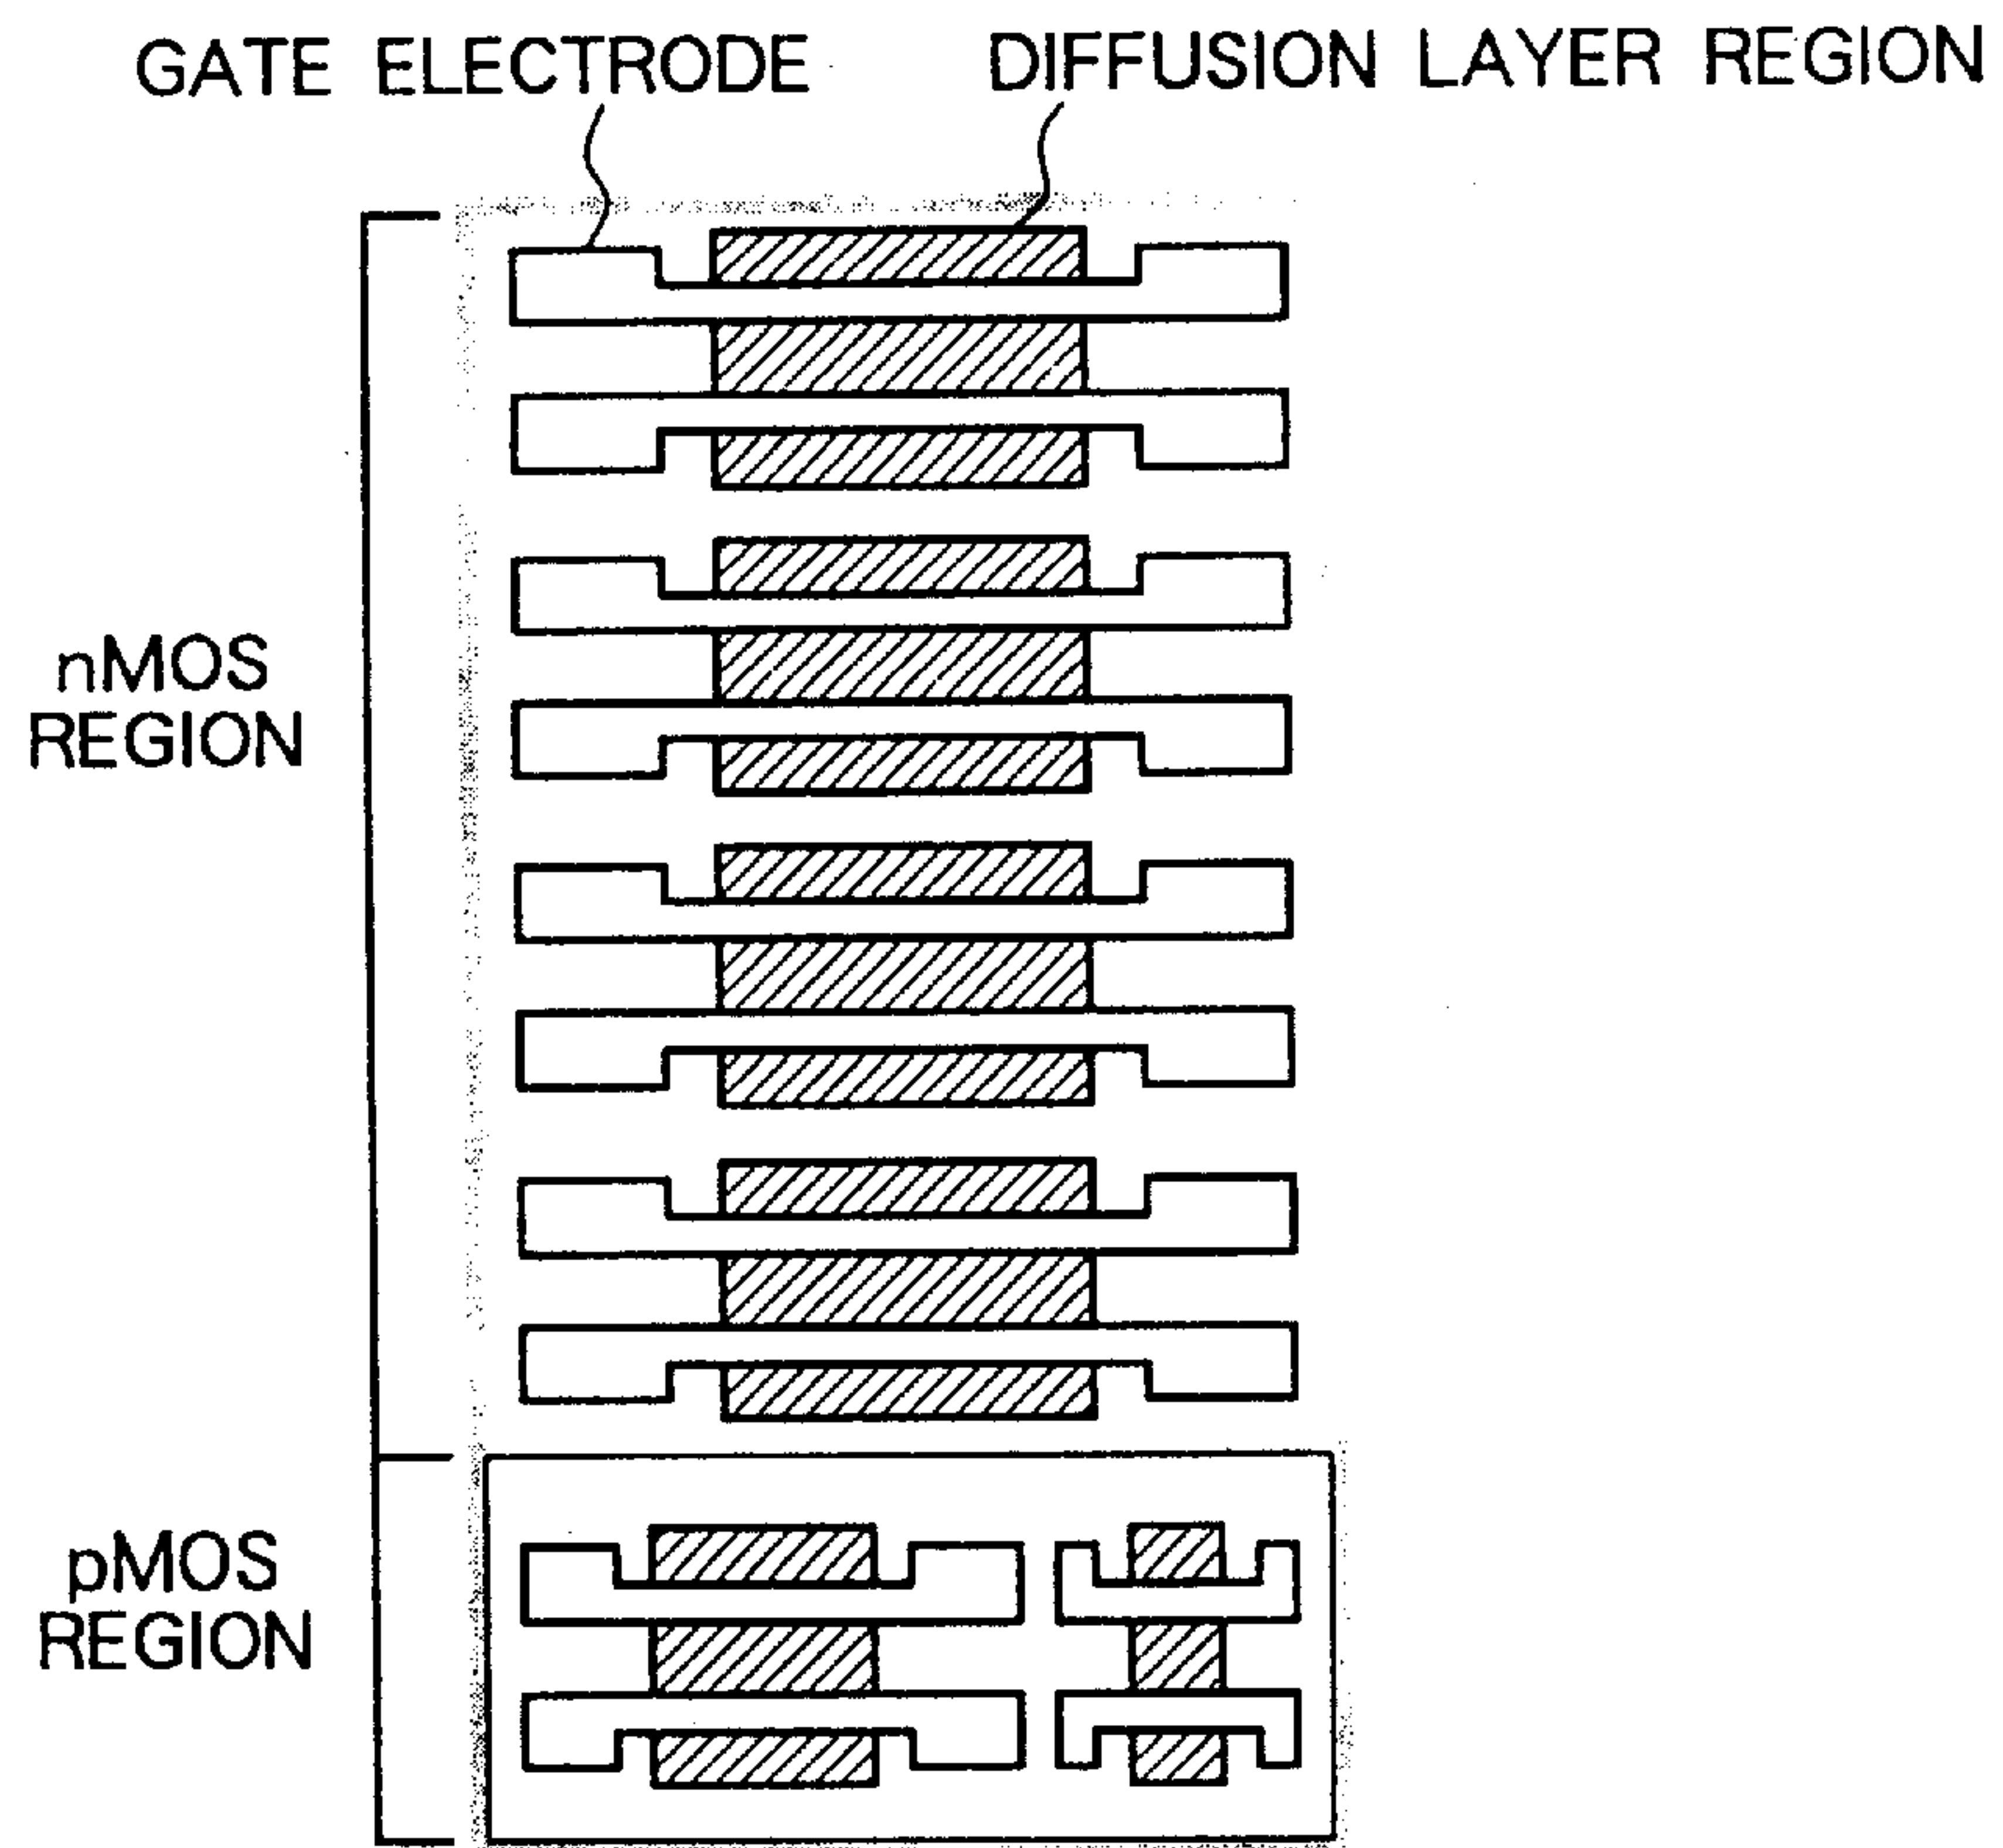 GATE ELECTRODE
DIFFUSION LAYER REGION
nMOS
REGION
pMOS
REGION